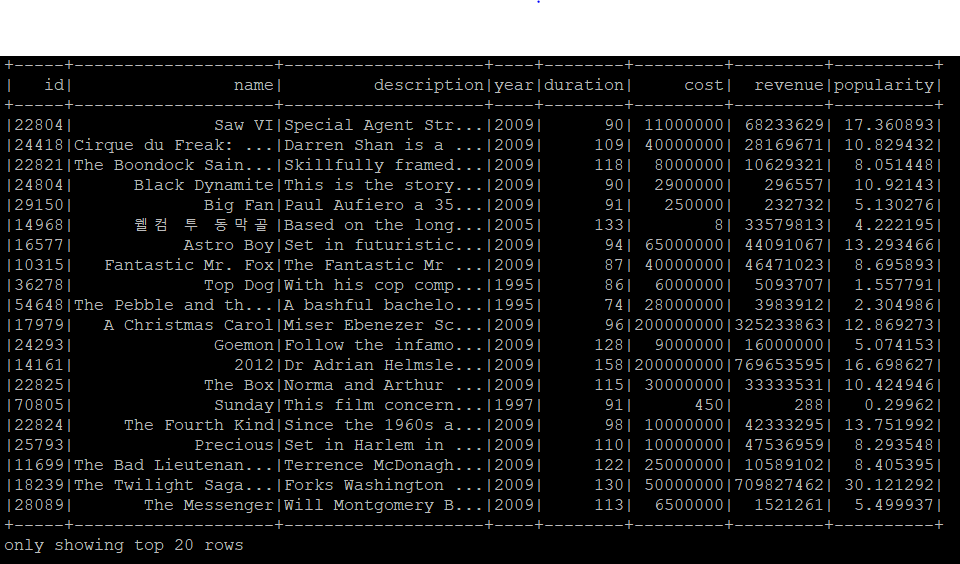 +-----+--------------------+--------------------+----+--------+---------+---------+----------+
|   id|                name|         description|year|duration|     cost|  revenue|popularity|
+-----+--------------------+--------------------+----+--------+---------+---------+----------+
|22804|              Saw VI|Special Agent Str...|2009|      90| 11000000| 68233629| 17.360893|
|24418|Cirque du Freak: ...|Darren Shan is a ...|2009|     109| 40000000| 28169671| 10.829432|
|22821|The Boondock Sain...|Skillfully framed...|2009|     118|  8000000| 10629321|  8.051448|
|24804|      Black Dynamite|This is the story...|2009|      90|  2900000|   296557|  10.92143|
|29150|             Big Fan|Paul Aufiero a 35...|2009|      91|   250000|   232732|  5.130276|
|14968|          웰컴 투 동막골|Based on the long...|2005|     133|        8| 33579813|  4.222195|
|16577|           Astro Boy|Set in futuristic...|2009|      94| 65000000| 44091067| 13.293466|
|10315|   Fantastic Mr. Fox|The Fantastic Mr ...|2009|      87| 40000000| 46471023|  8.695893|
|36278|             Top Dog|With his cop comp...|1995|      86|  6000000|  5093707|  1.557791|
|54648|The Pebble and th...|A bashful bachelo...|1995|      74| 28000000|  3983912|  2.304986|
|17979|   A Christmas Carol|Miser Ebenezer Sc...|2009|      96|200000000|325233863| 12.869273|
|24293|              Goemon|Follow the infamo...|2009|     128|  9000000| 16000000|  5.074153|
|14161|                2012|Dr Adrian Helmsle...|2009|     158|200000000|769653595| 16.698627|
|22825|             The Box|Norma and Arthur ...|2009|     115| 30000000| 33333531| 10.424946|
|70805|              Sunday|This film concern...|1997|      91|      450|      288|   0.29962|
|22824|     The Fourth Kind|Since the 1960s a...|2009|      98| 10000000| 42333295| 13.751992|
|25793|            Precious|Set in Harlem in ...|2009|     110| 10000000| 47536959|  8.293548|
|11699|The Bad Lieutenan...|Terrence McDonagh...|2009|     122| 25000000| 10589102|  8.405395|
|18239|The Twilight Saga...|Forks Washington ...|2009|     130| 50000000|709827462| 30.121292|
|28089|       The Messenger|Will Montgomery B...|2009|     113|  6500000|  1521261|  5.499937|
+-----+--------------------+--------------------+----+--------+---------+---------+----------+
only showing top 20 rows